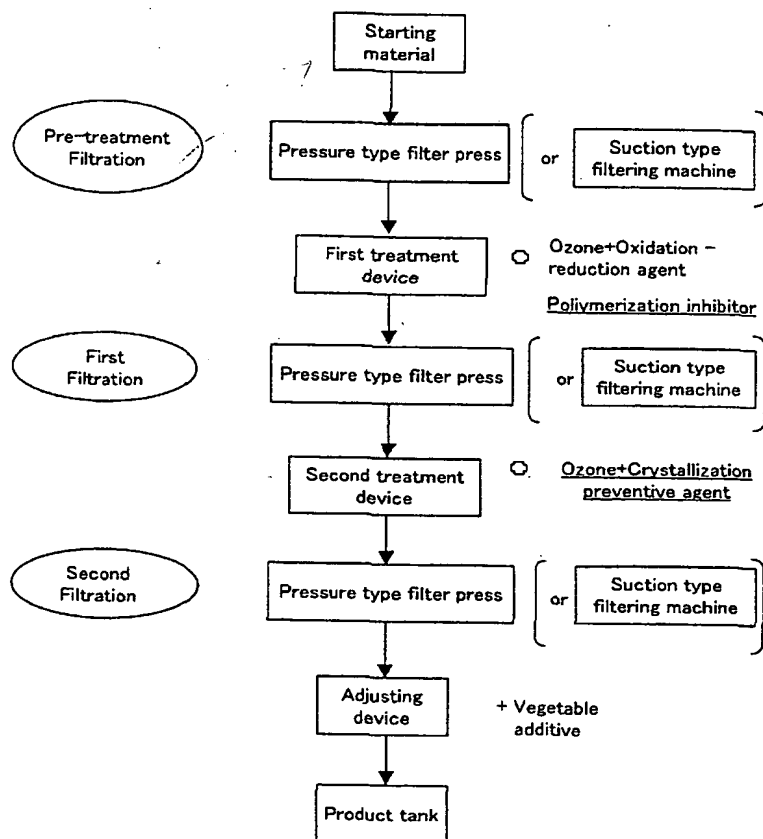 Starting
material
Pre-treatment
Filtration
Pressure type filter press
or
Suction type
filtering machine
First treatment
device
Ozone+Oxidation -
reduction agent
Poliymerization inhibitor
First
Filtration
Pressure type filter press
or
Suction type
filtering machine
Second treatment
device
Ozone+Crystallization
preventive agent
Second
Filtration
Pressure type filter press
or
Suction type
filtering machine
Adjusting
device
+ Vegetable
additive
Product tank